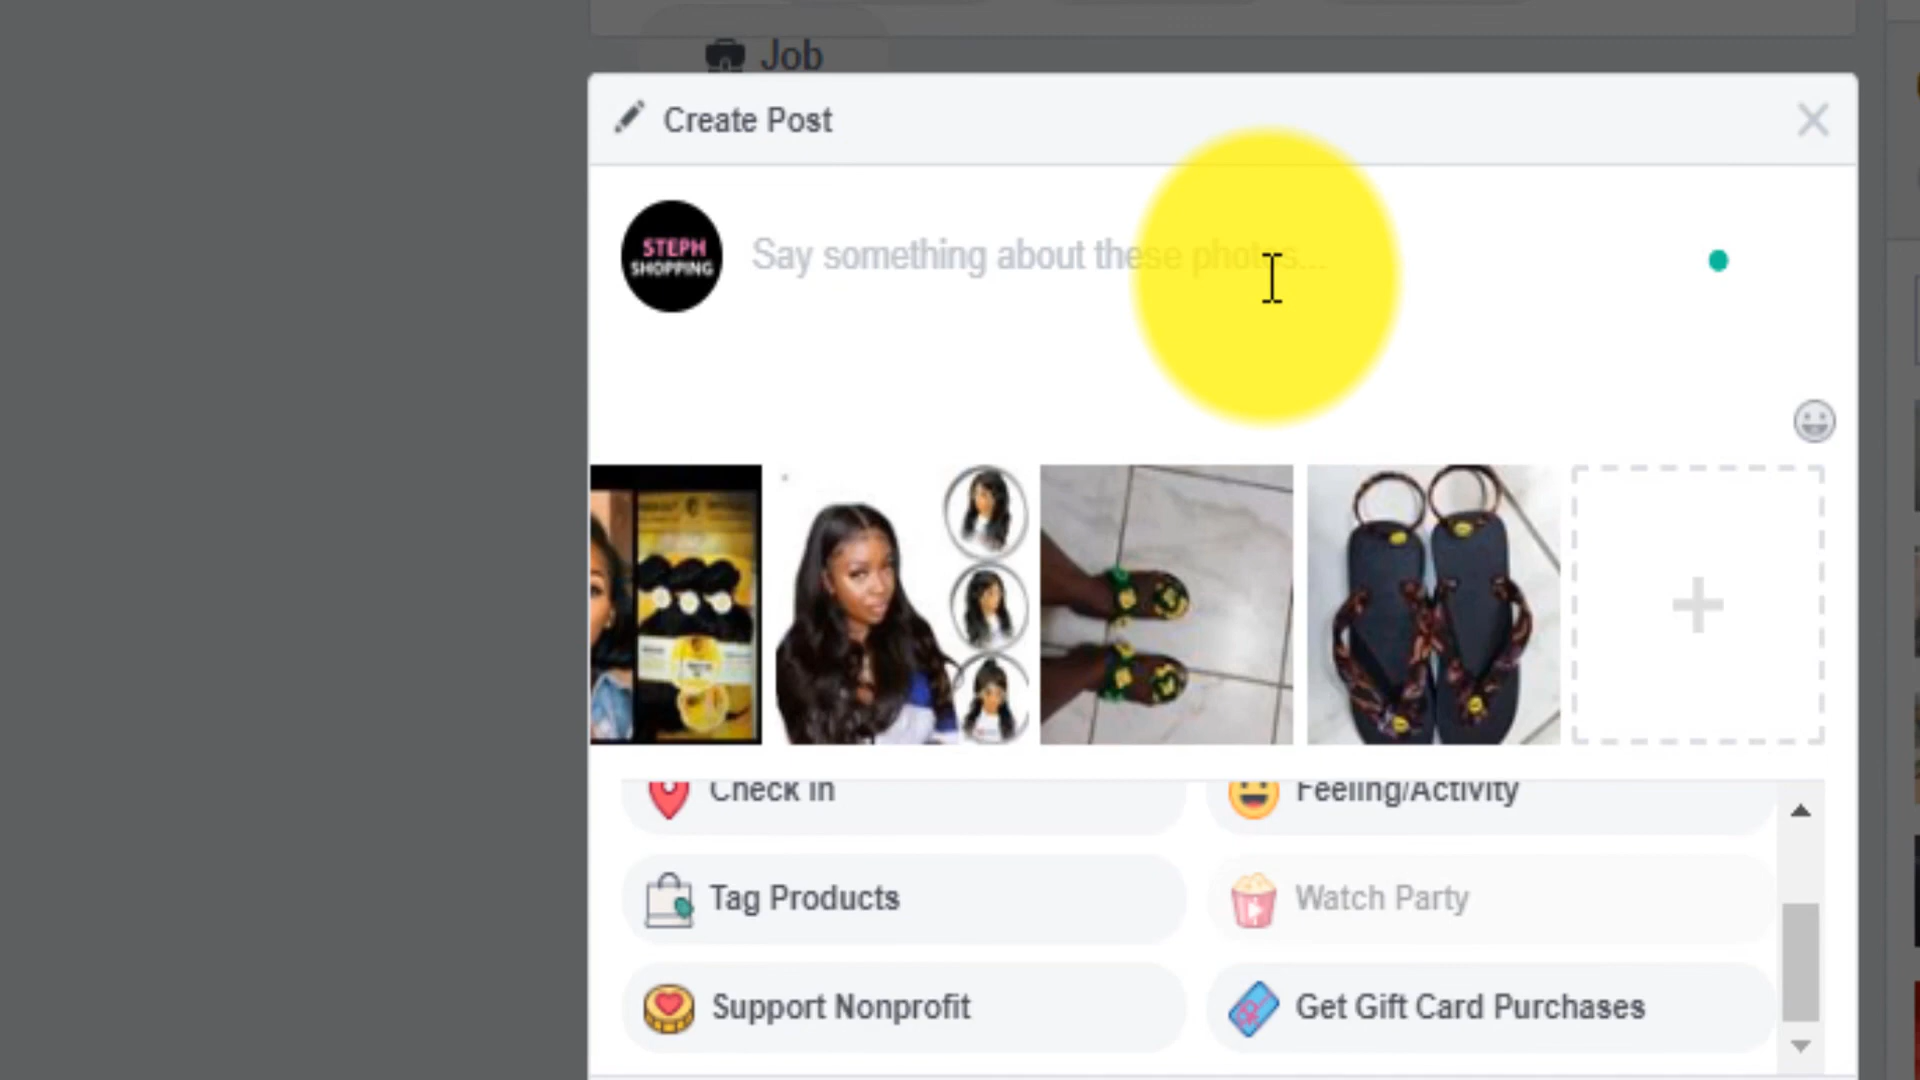 Job
Create Post
STEPH
SHOPPING
Say something about these photos...
Check in
Feeling/Activity
Tag Products
Watch Party
Support Nonprofit
Get Gift Card Purchases